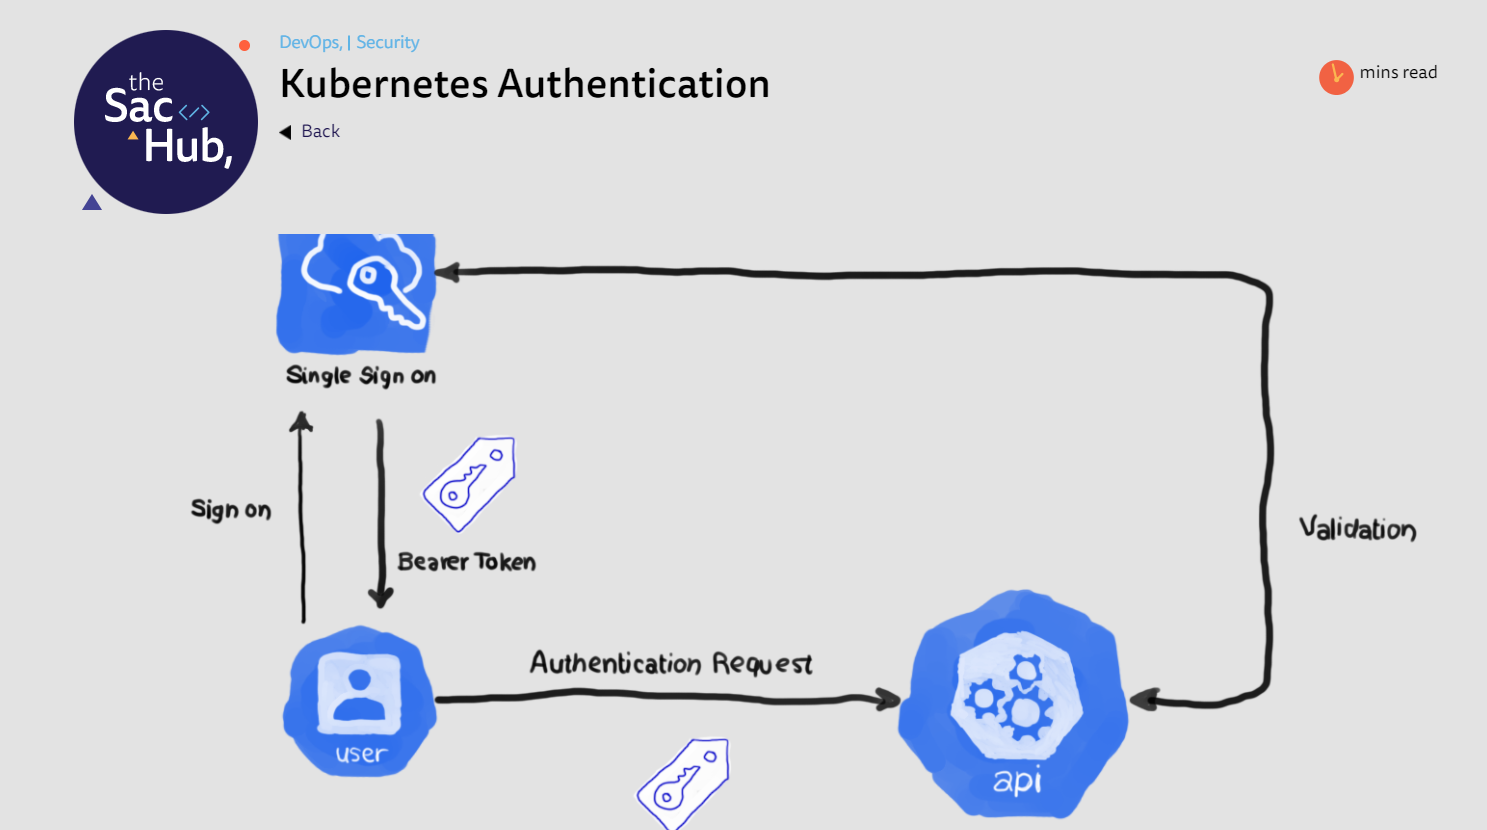 the
Sac </>
Hub,
DevOps, | Security
Kubernetes Authentication
Back
mins read
Single Sign on
Sign on
Bearer Token
Validation
Authentication Request
user
api